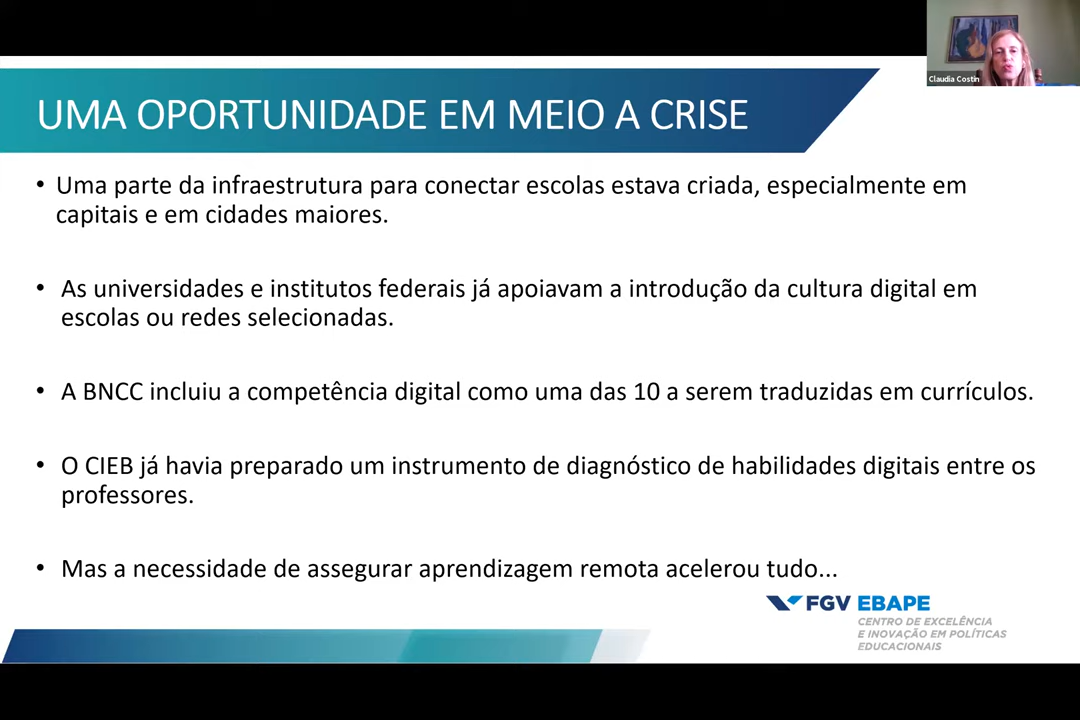 Claudia Costin
UMA OPORTUNIDADE EM MEIO A CRISE
• Uma parte da infraestrutura para conectar escolas estava criada, especialmente em
capitais e em cidades maiores.
• As universidades e institutos federais já apoiavam a introdução da cultura digital em
escolas ou redes selecionadas.
• A BNCC incluiu a competência digital como uma das 10 a serem traduzidas em currículos.
• O CIEB já havia preparado um instrumento de diagnóstico de habilidades digitais entre os
professores.
• Mas a necessidade de assegurar aprendizagem remota acelerou tudo...
FGV EBAPE
CENTRO DE EXCELÊNCIA
E INOVAÇÃO EM POLÍTICAS
EDUCACIONAIS